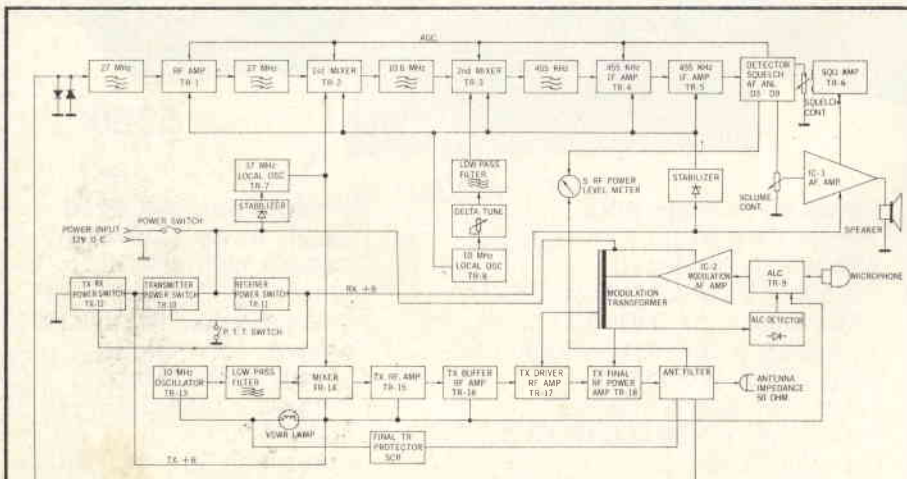 AGC
27 MHz
RF AMP
TR-1
27 MHz
1st MIXER
TR-2
10.6 MHz
2nd MIXER
TR-3
455 KHz
455 KHz
IF AMP
TR-4
455 KHz
IF AMP
TR-5
DETECTOR
SQUELCH
AF ANL
D5 D9
SQU AMP
TR-6
SQUELCH
CONT.
37 MHz
LOCAL OSC
TR-7
STABILIZER
LOW PASS
FILTER
DELTA TUNE
10 MHz
LOCAL OSC
TR-8
S RF POWER
LEVEL METER
STABILIZER
VOLUME
CONT.
IC-1
AF AMP
SPEAKER
POWER INPUT
12V D.C.
POWER SWITCH
TX RX
POWER SWITCH
TR-12
TRANSMITTER
POWER SWITCH
TR-10
RECEIVER
POWER SWITCH
TR-11
RX +B
P.T.T SWITCH
MODULATION
TRANSFORMER
IC-2
MODULATION
AF AMP
ALC
TR-9
MICROPHONE
ALC DETECTOR
10 MHz
OSCILLATOR
TR-13
LOW PASS
FILTER
MIXER
TR-14
TX RF AMP
TR-15
TX BUFFER
RF AMP
TR-16
TX DRIVER
RF AMP
TR-17
TX FINAL
RF POWER
AMP TR-18
ANT FILTER
ANTENNA
IMPEDANCE
50 OHM
VSWR LAMP
FINAL TR
PROTECTOR
SCR
TX +B